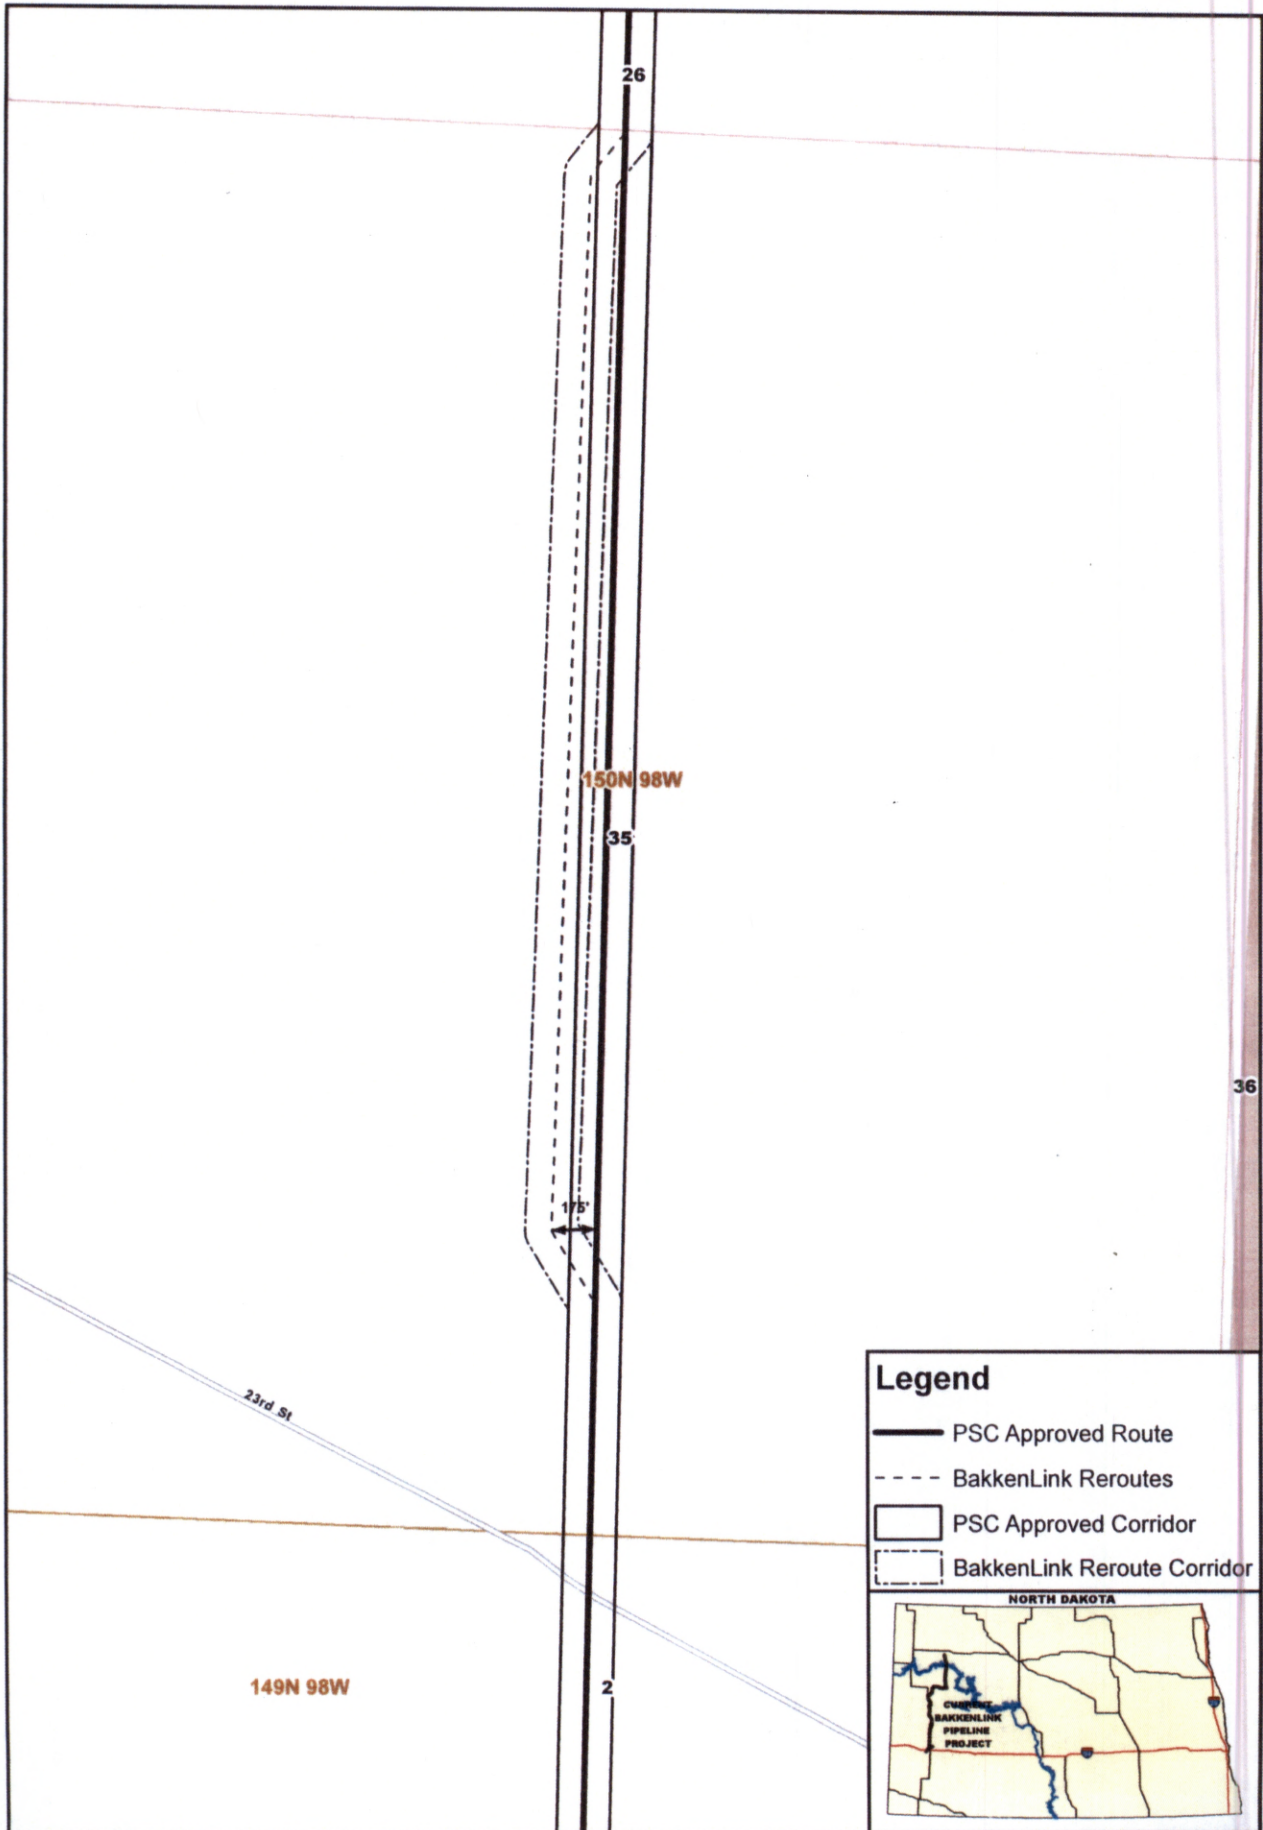 26
150N 98W
35
36
175'
23rd St
149N 98W
2
Legend
PSC Approved Route
BakkenLink Reroutes
PSC Approved Corridor
BakkenLink Reroute Corridor
NORTH DAKOTA
CURRENT
BAKKENLINK
PIPELINE
PROJECT